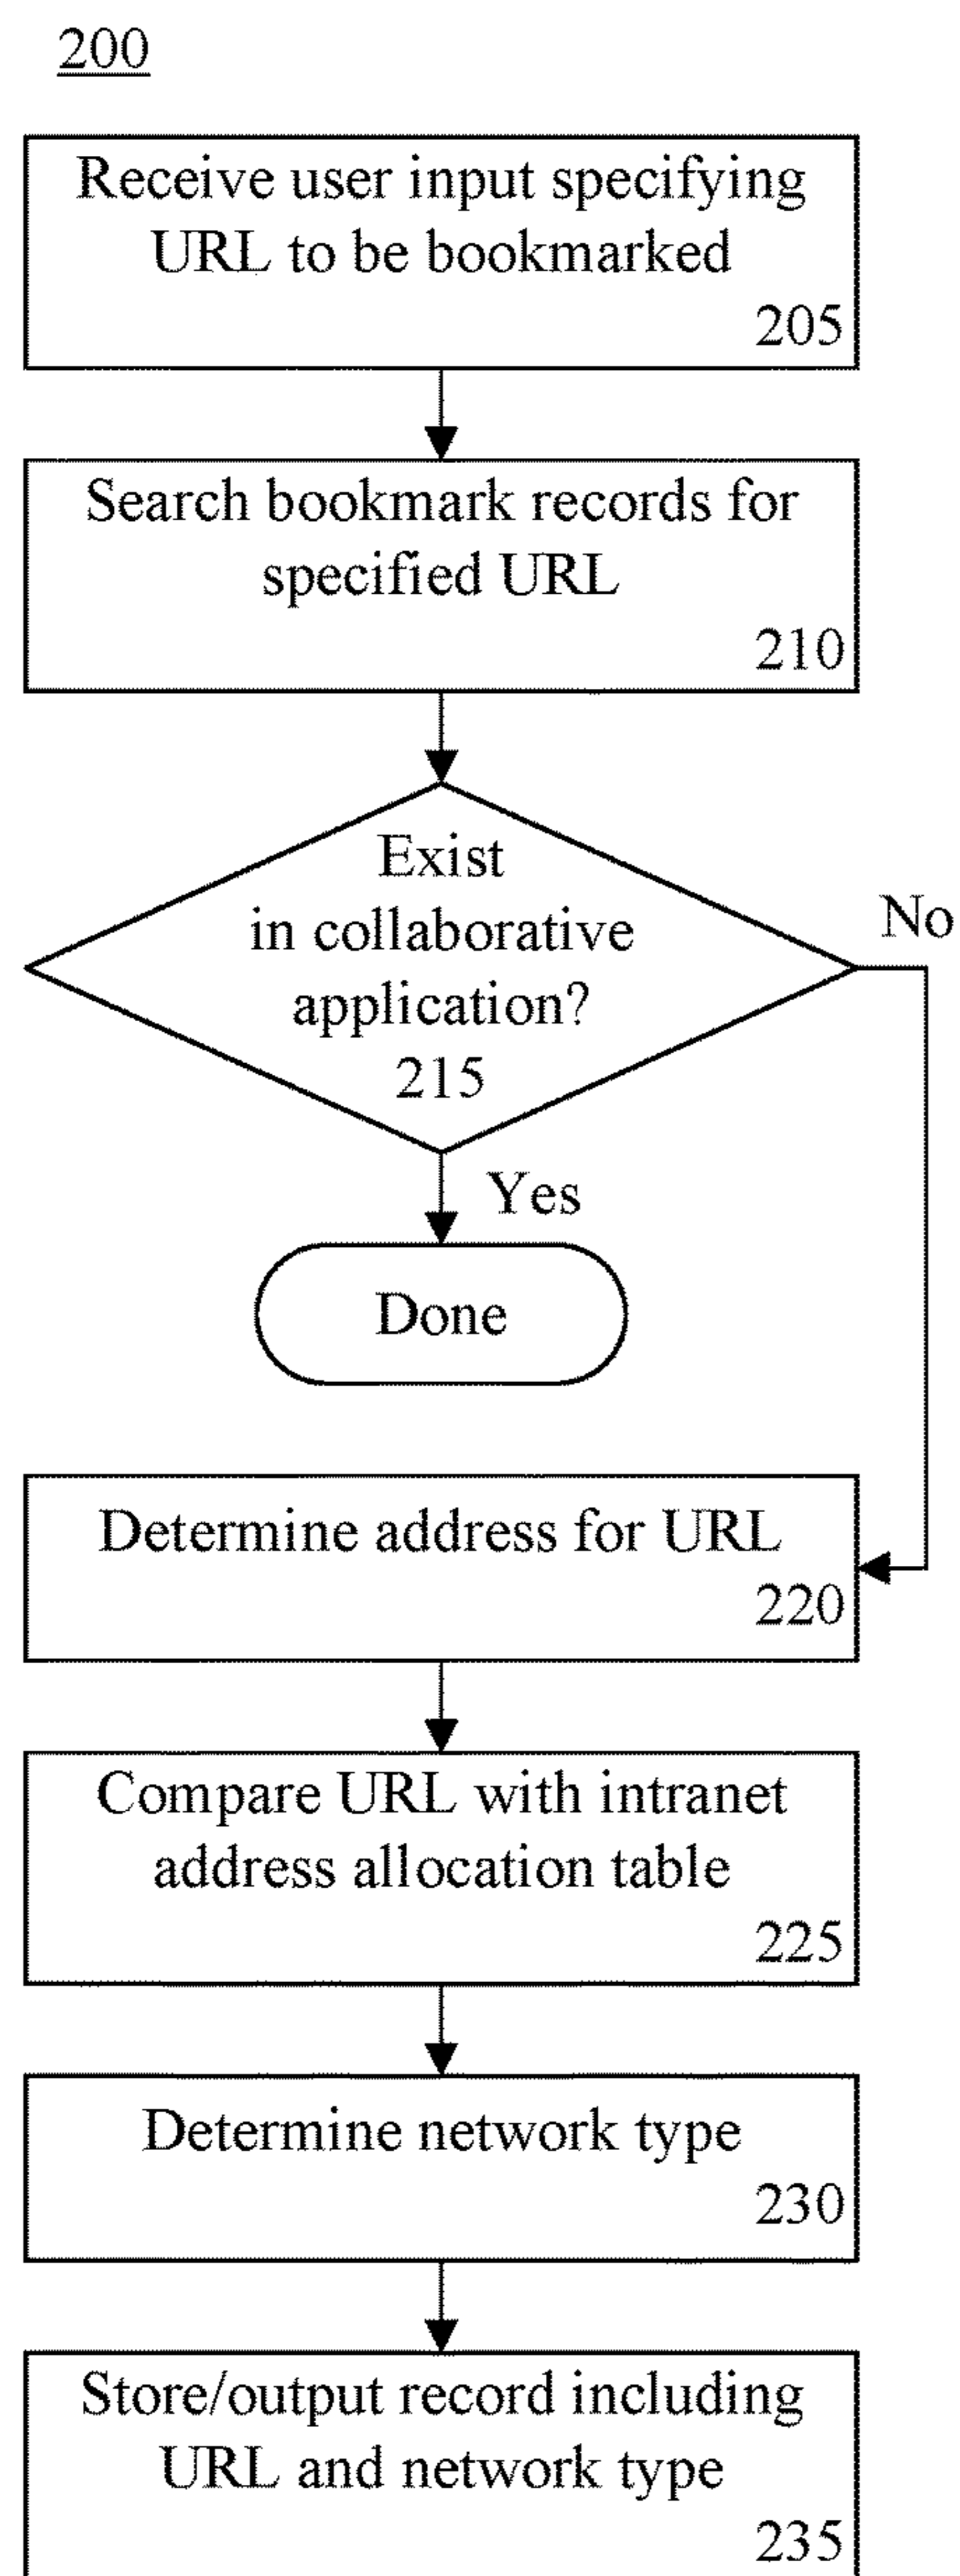 200
Receive user input specifying
URL to be bookmarked
205
Search bookmark records for
specified URL
210
Exist
in collaborative
application?
215
No
Yes
Done
Determine address for URL
220
Compare URL with intranet
address allocation table
225
Determine network type
230
Store/output record including
URL and network type
235